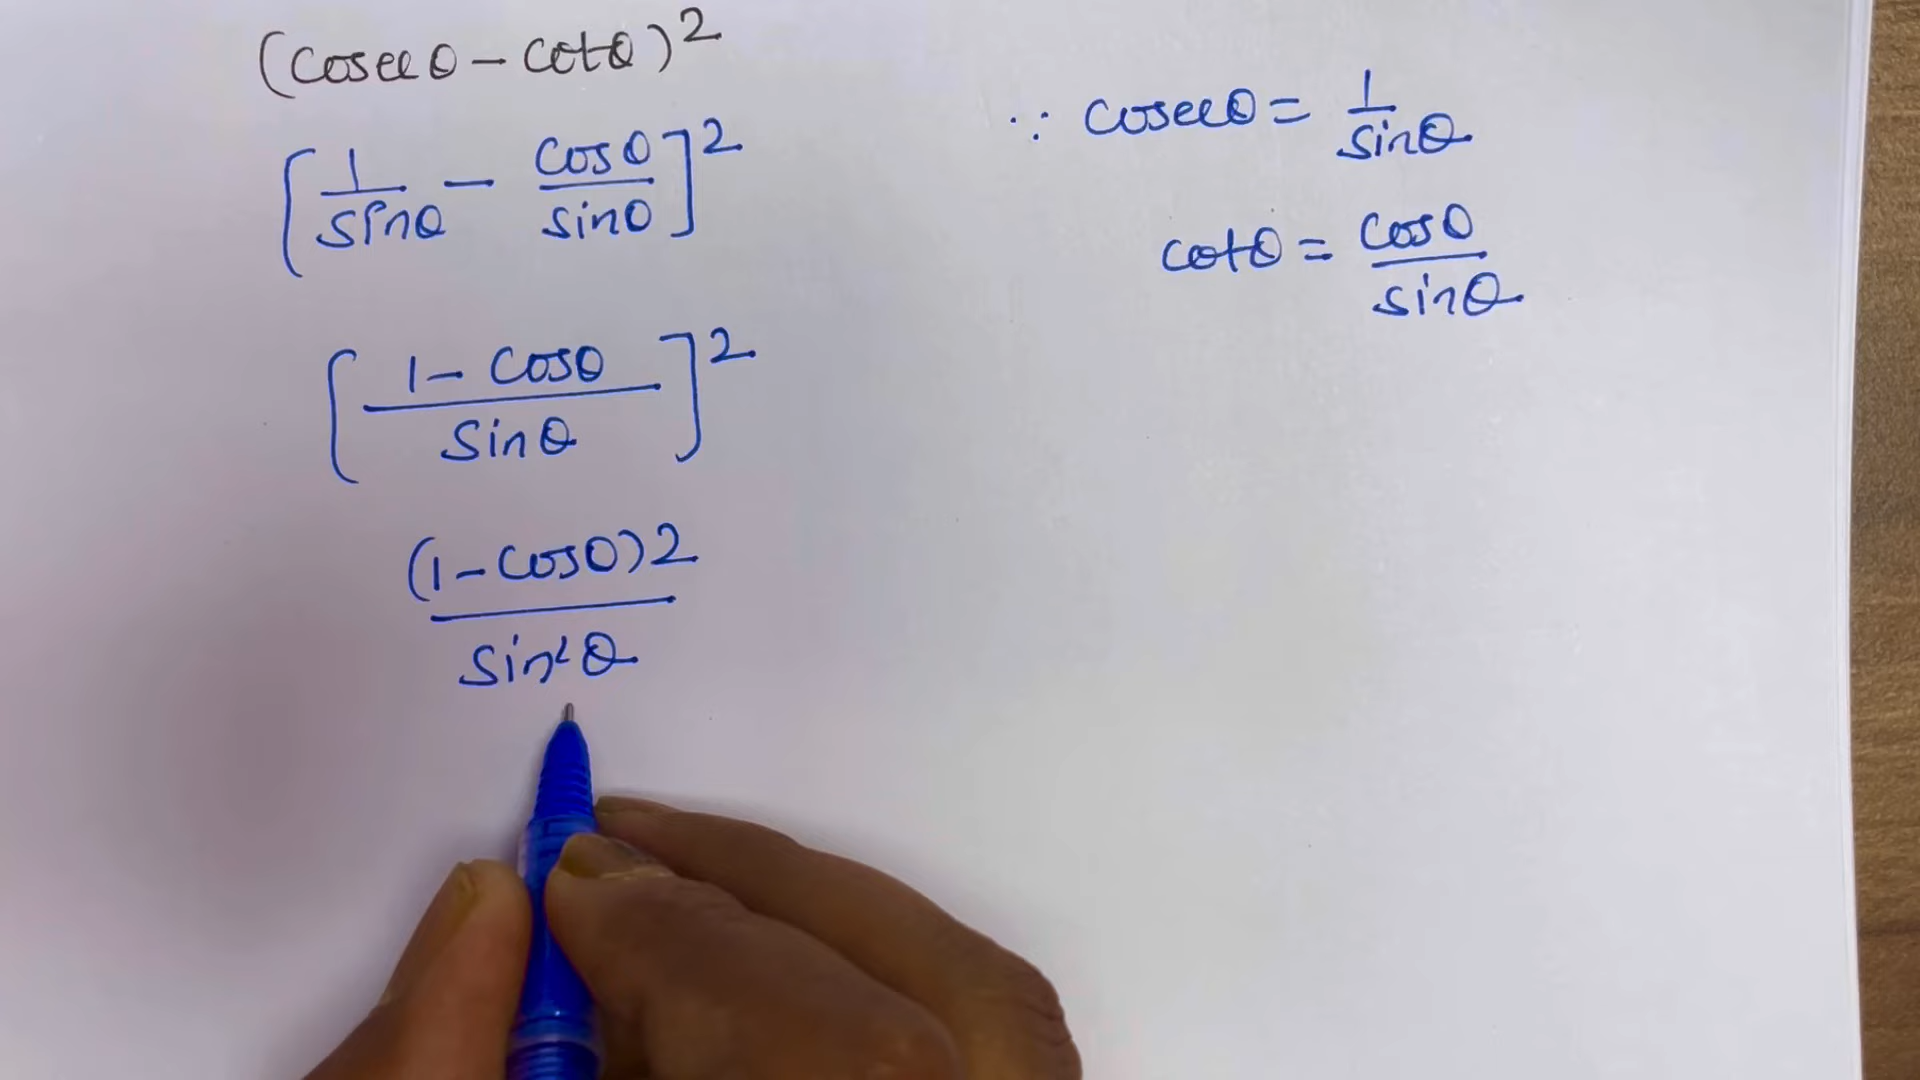 (cosecθ - cotθ)²
[1/sinθ - cosθ/sinθ]²
[1 - cosθ/sinθ]²
(1 - cosθ)2/sin²θ
∵ cosecθ = 1/sinθ
cotθ = cosθ/sinθ